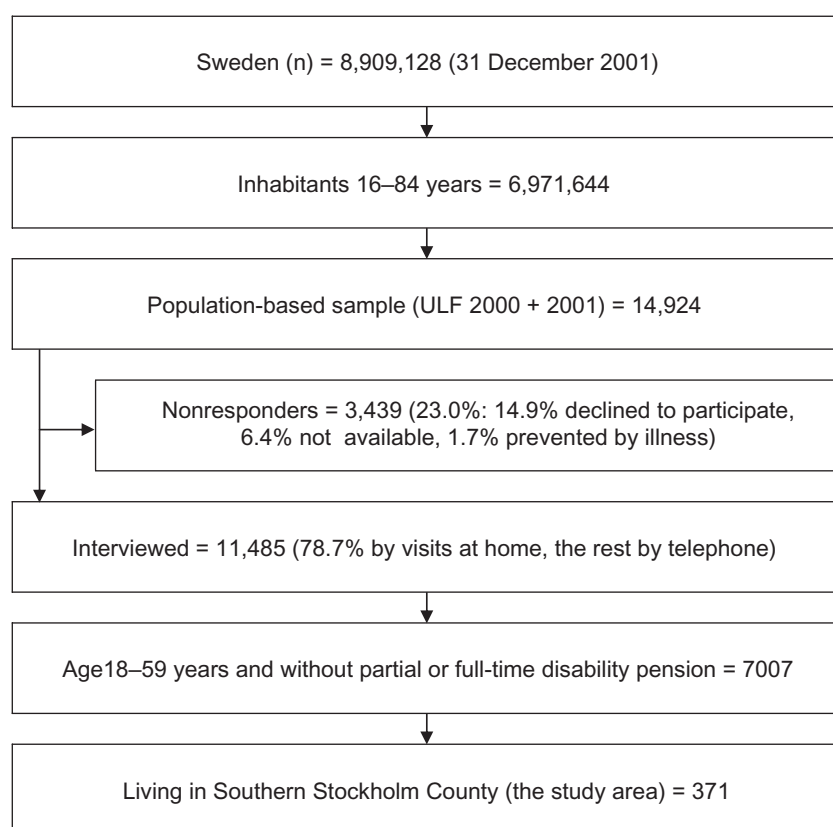 Sweden (n) = 8,909,128 (31 December 2001)
Inhabitants 16–84 years = 6,971,644
Population-based sample (ULF 2000 + 2001) = 14,924
Nonresponders = 3,439 (23.0%: 14.9% declined to participate,
6.4% not  available, 1.7% prevented by illness)
Interviewed = 11,485 (78.7% by visits at home, the rest by telephone)
Age18–59 years and without partial or full-time disability pension = 7007
Living in Southern Stockholm County (the study area) = 371